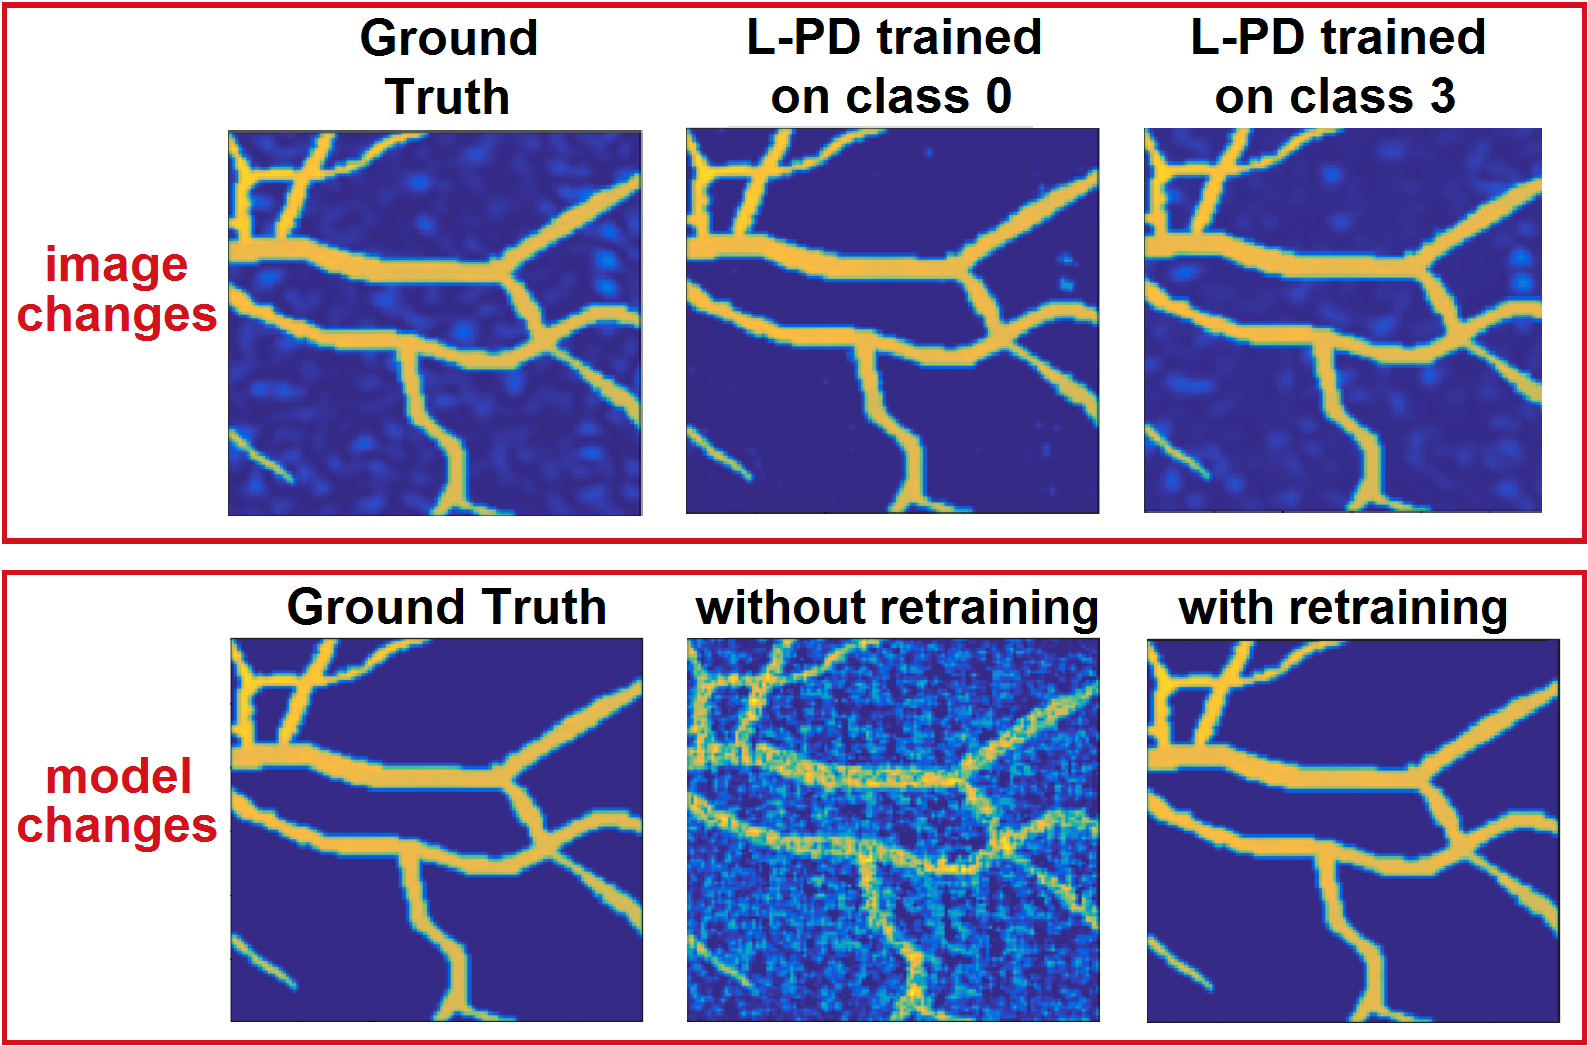 Ground
Truth
L-PD trained
on class 0
L-PD trained
on class 3
image
changes
Ground Truth
without retraining
with retraining
model
changes